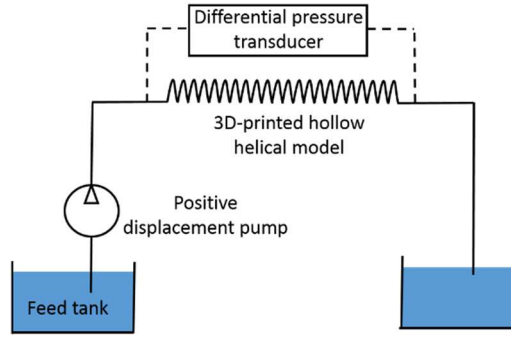 Differential pressure
transducer
3D-printed hollow
helical model
Positive
displacement pump
Feed tank